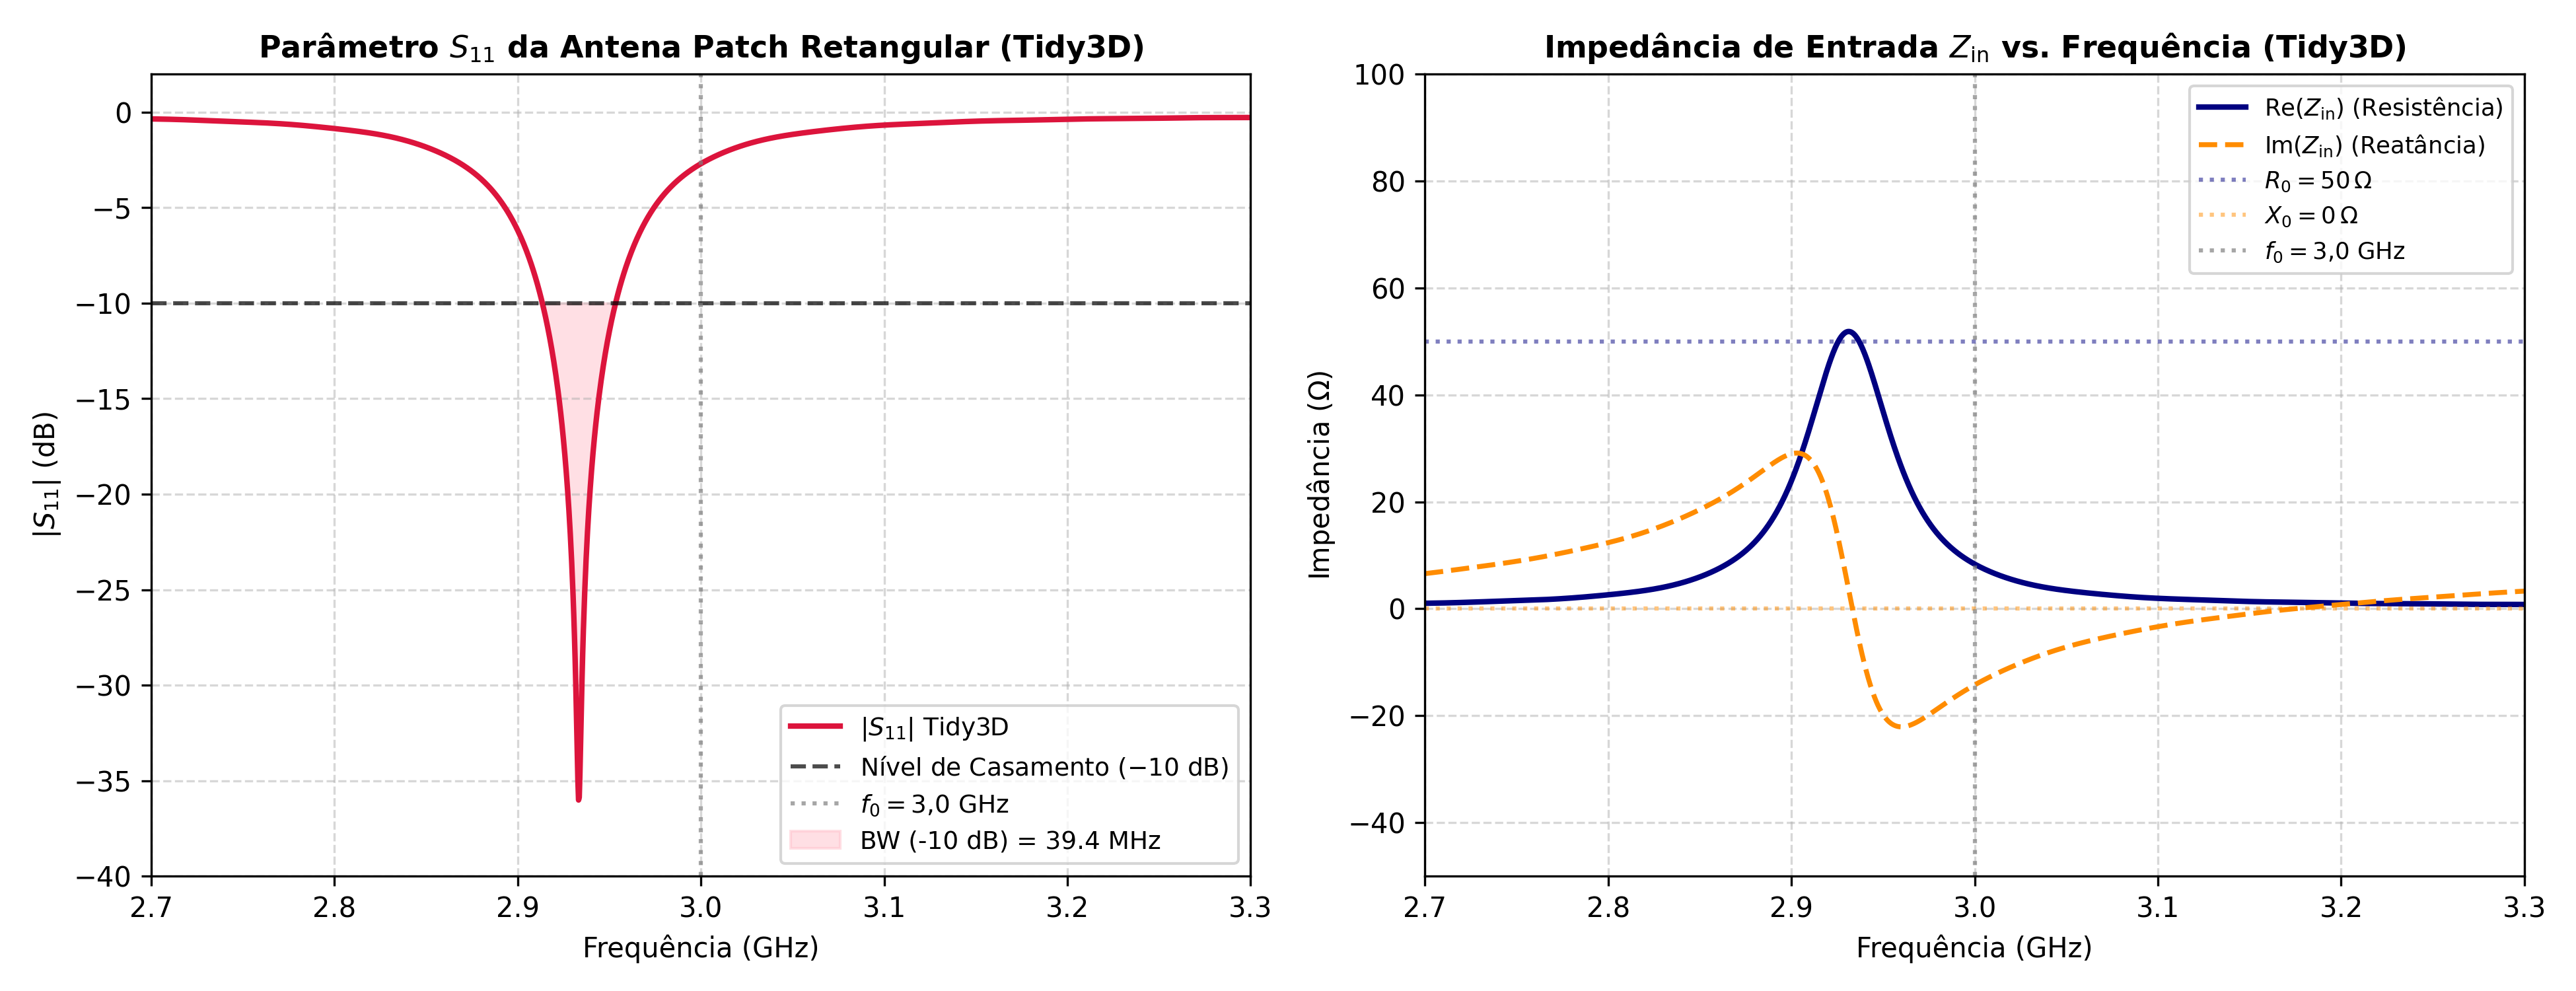 Parâmetro S₁₁ da Antena Patch Retangular (Tidy3D)
|S₁₁| (dB)
0
−5
−10
−15
−20
−25
−30
−35
−40
2.7 2.8 2.9 3.0 3.1 3.2 3.3
Frequência (GHz)
|S₁₁| Tidy3D
Nível de Casamento (−10 dB)
f₀ = 3,0 GHz
BW (-10 dB) = 39.4 MHz
Impedância de Entrada Z_in vs. Frequência (Tidy3D)
Impedância (Ω)
100
80
60
40
20
0
−20
−40
2.7 2.8 2.9 3.0 3.1 3.2 3.3
Frequência (GHz)
Re(Z_in) (Resistência)
Im(Z_in) (Reatância)
R₀ = 50 Ω
X₀ = 0 Ω
f₀ = 3,0 GHz